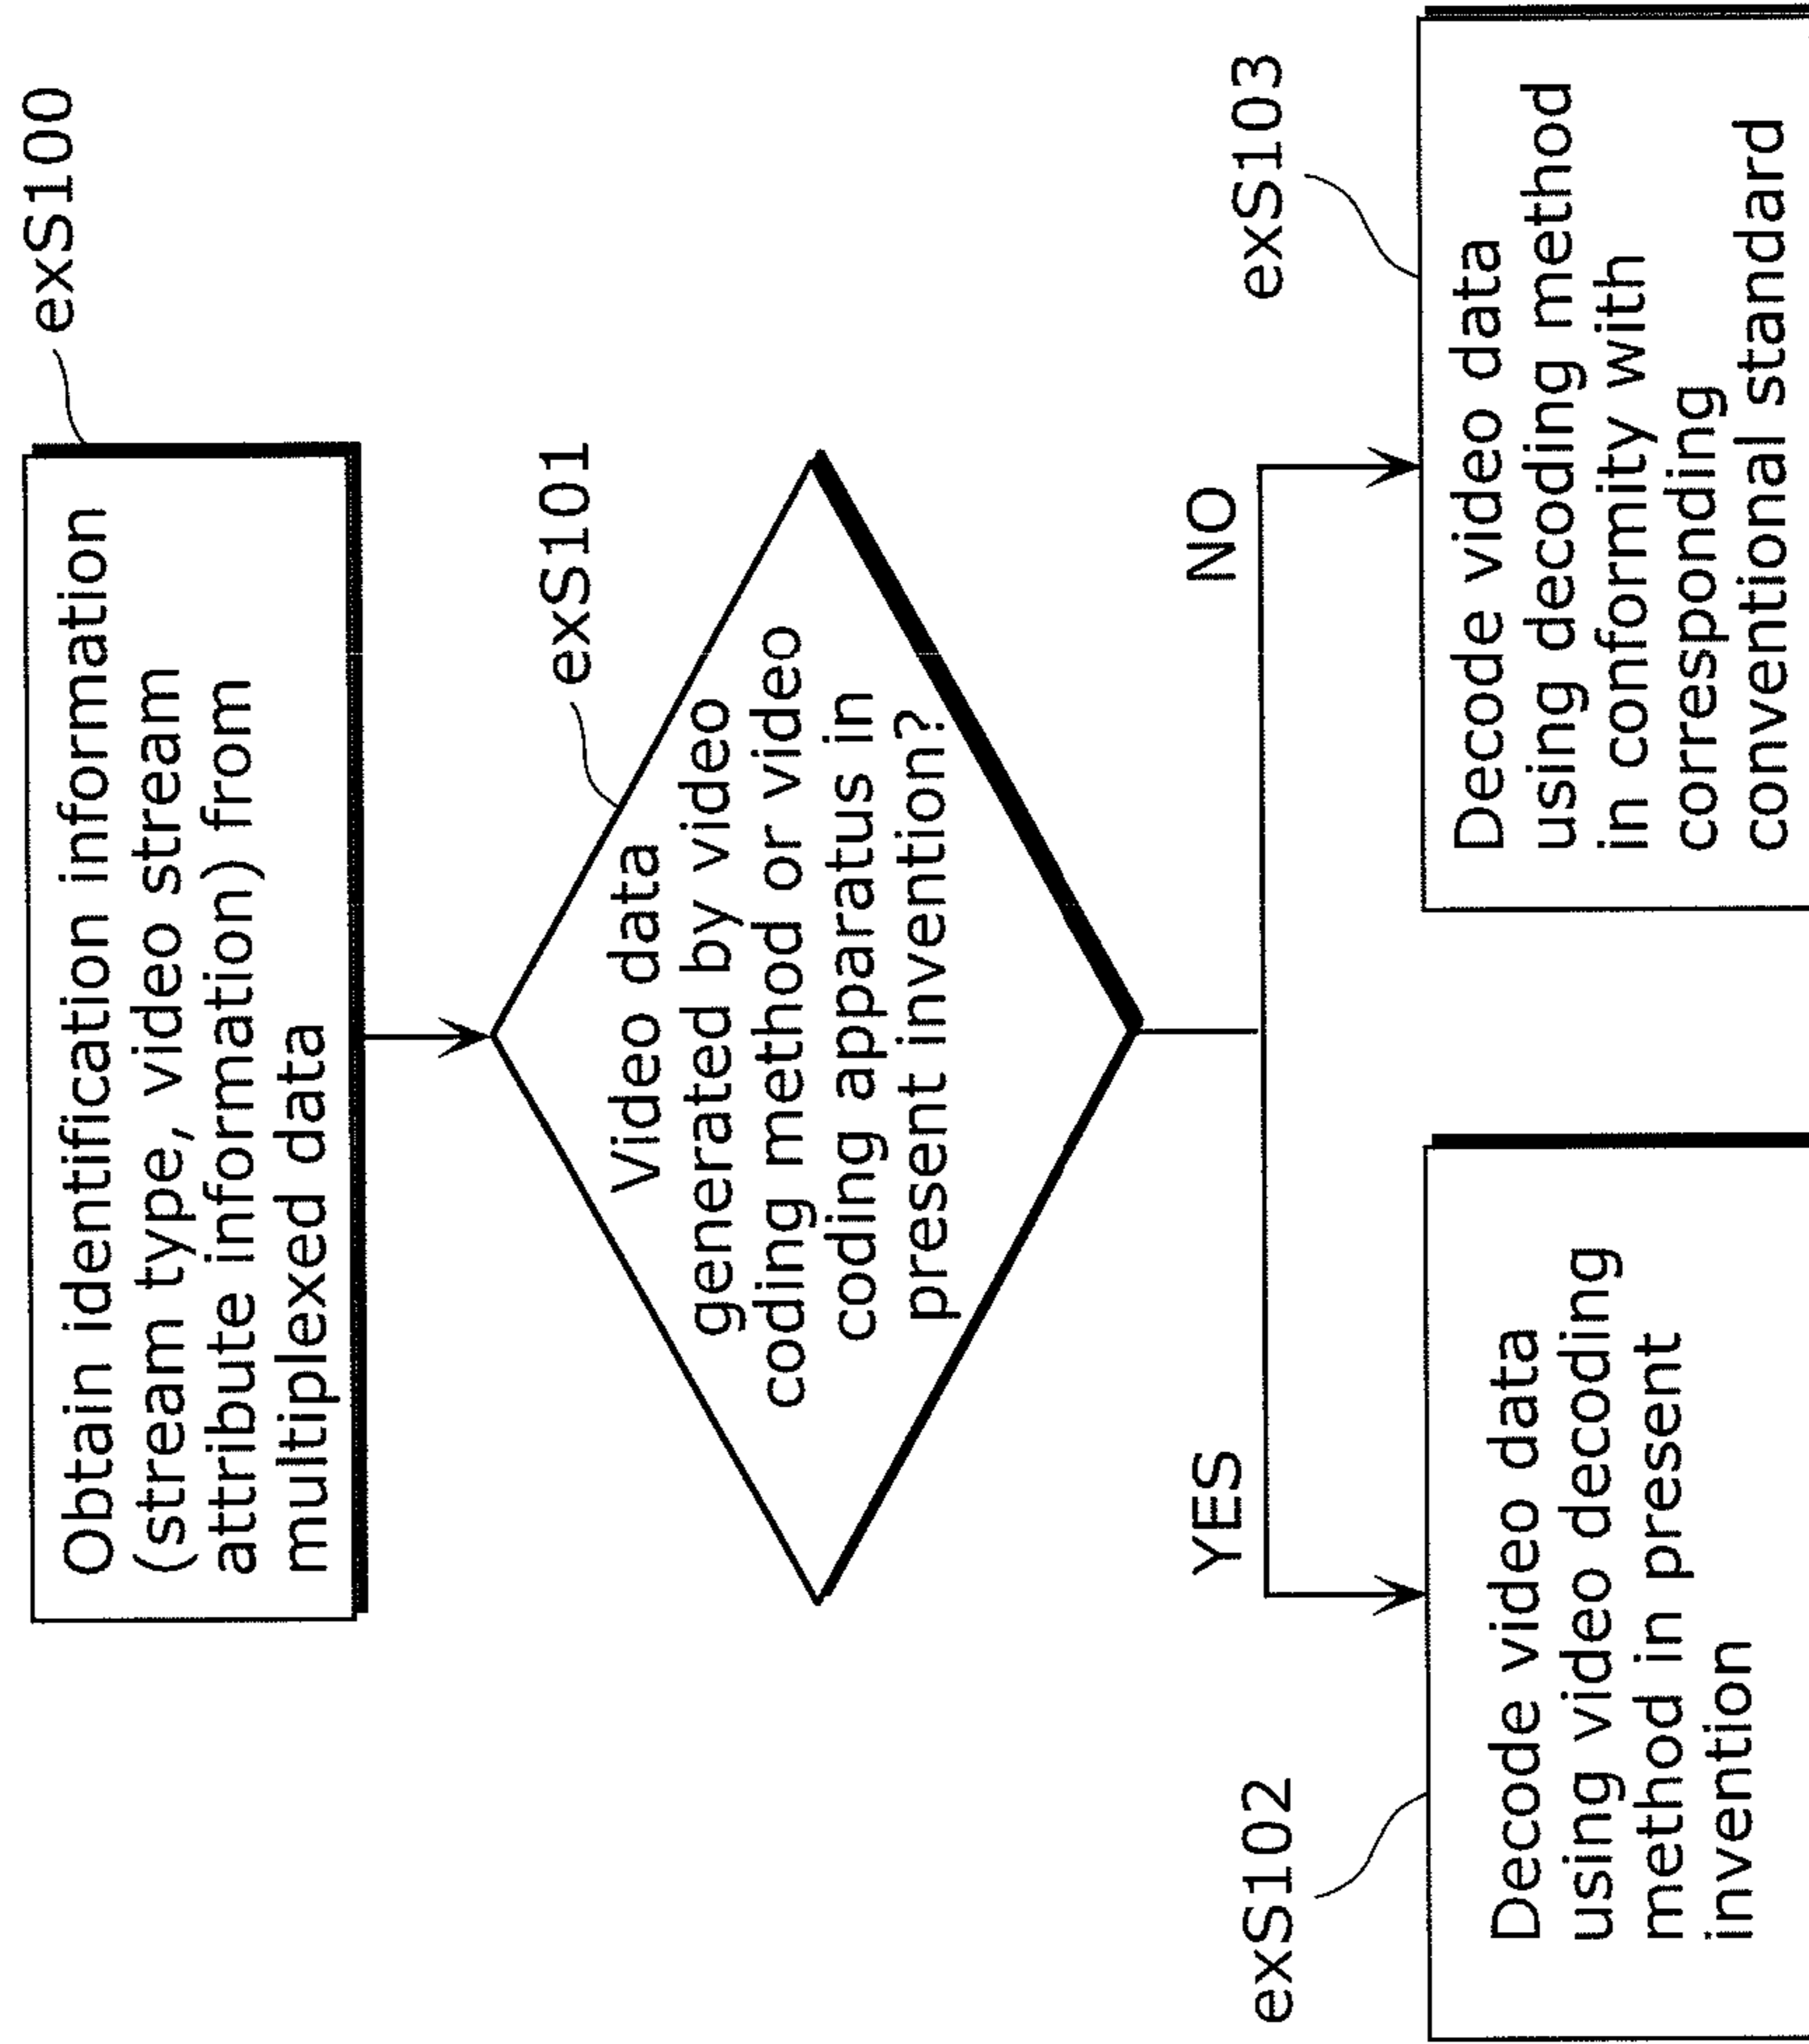 exS100
Obtain identification information
(stream type, video stream
attribute information) from
multiplexed data
exS101
Video data
generated by video
coding method or video
coding apparatus in
present invention?
YES
NO
exS102
Decode video data
using video decoding
method in present
invention
exS103
Decode video data
using decoding method
in conformity with
corresponding
conventional standard